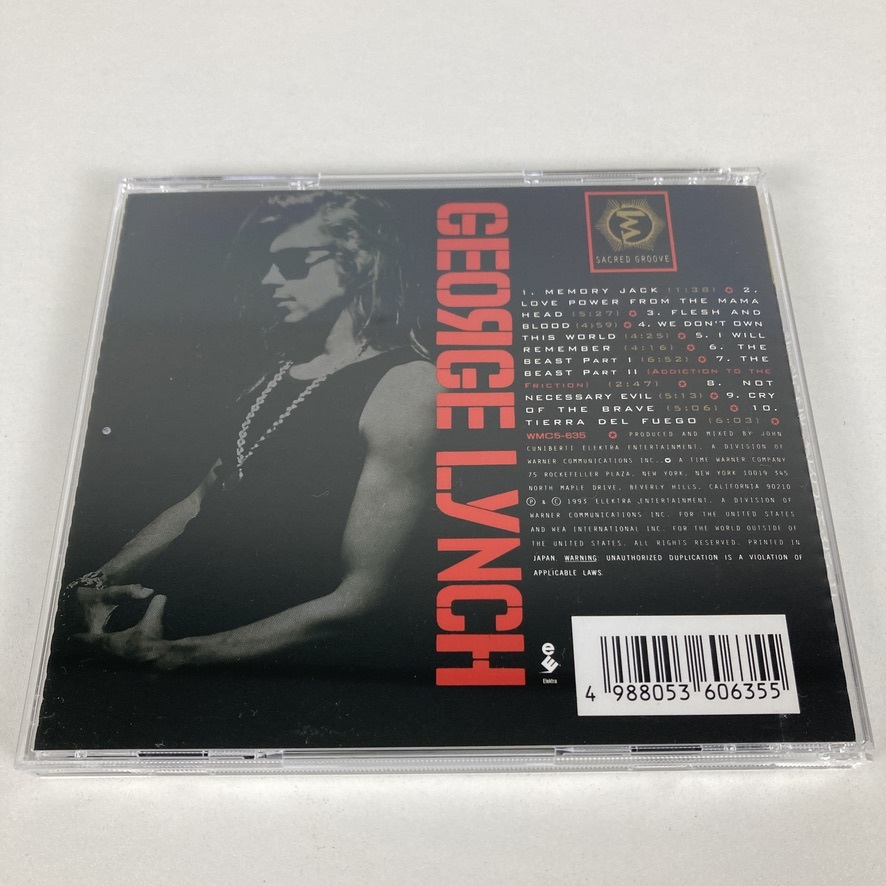 GEORGE LYNCH
SACRED GROOVE
1. MEMORY JACK (1:38) ✪ 2.
LOVE POWER FROM THE MAMA
HEAD (5:27) ✪ 3. FLESH AND
BLOOD (4:59) ✪ 4. WE DON'T OWN
THIS WORLD (4:25) ✪ 5. I WILL
REMEMBER (4:16) ✪ 6. THE
BEAST PART I (6:52) ✪ 7. THE
BEAST PART II (ADDICTION TO THE
FRICTION) (2:47) ✪ 8. NOT
NECESSARY EVIL (5:13) ✪ 9. CRY
OF THE BRAVE (5:06) ✪ 10.
TIERRA DEL FUEGO (6:03) ✪
WMC5-635 ✪ PRODUCED AND MIXED BY JOHN
CUNIBERTI ELEKTRA ENTERTAINMENT, A DIVISION OF
WARNER COMMUNICATIONS INC. ✪ A TIME WARNER COMPANY
75 ROCKEFELLER PLAZA, NEW YORK, NEW YORK 10019 345
NORTH MAPLE DRIVE, BEVERLY HILLS, CALIFORNIA 90210
℗ & © 1993 ELEKTRA ENTERTAINMENT, A DIVISION OF
WARNER COMMUNICATIONS INC. FOR THE UNITED STATES
AND WEA INTERNATIONAL INC. FOR THE WORLD OUTSIDE OF
THE UNITED STATES. ALL RIGHTS RESERVED. PRINTED IN
JAPAN. WARNING: UNAUTHORIZED DUPLICATION IS A VIOLATION OF
APPLICABLE LAWS.
Elektra
4 988053 606355